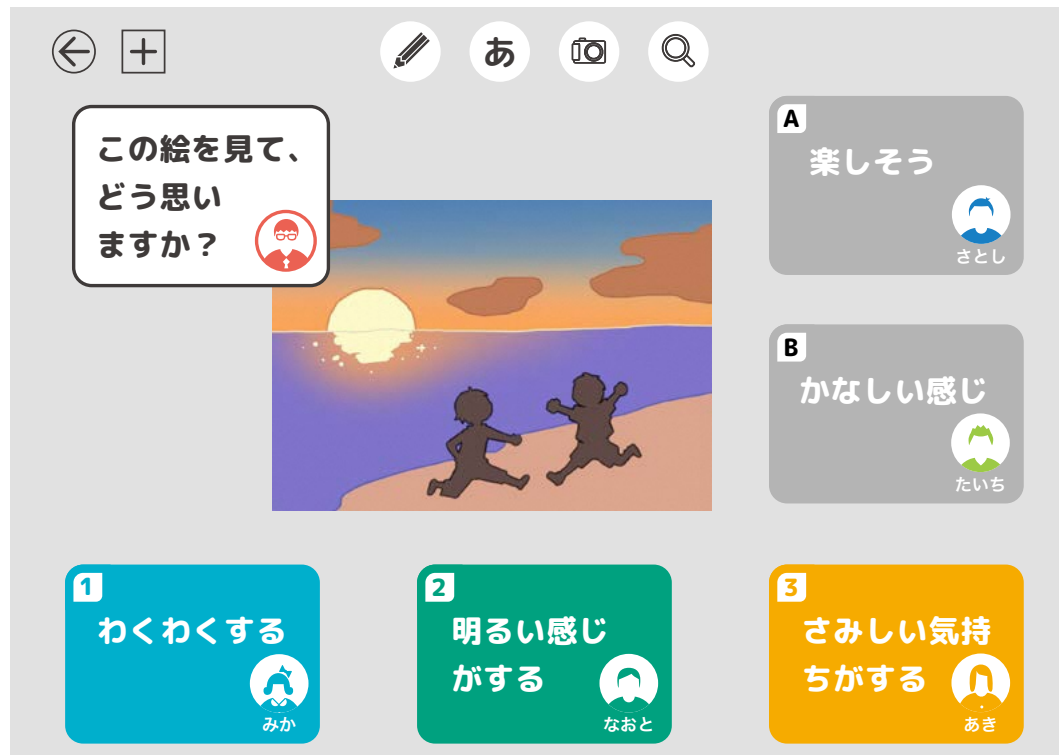 あ
この絵を見て、
どう思い
ますか？
A
楽しそう
さとし
B
かなしい感じ
たいち
1
わくわくする
みか
2
明るい感じ
がする
なおと
3
さみしい気持
ちがする
あき